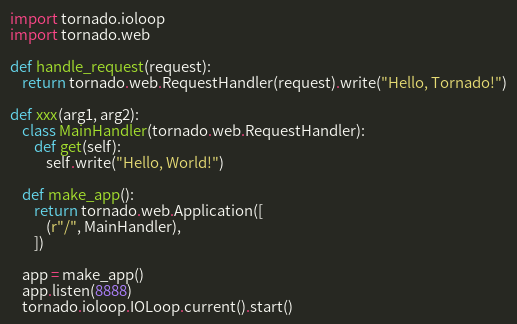 import tornado.ioloop
import tornado.web

def handle_request(request):
    return tornado.web.RequestHandler(request).write("Hello, Tornado!")

def xxx(arg1, arg2):
    class MainHandler(tornado.web.RequestHandler):
        def get(self):
            self.write("Hello, World!")

    def make_app():
        return tornado.web.Application([
            (r"/", MainHandler),
        ])

    app = make_app()
    app.listen(8888)
    tornado.ioloop.IOLoop.current().start()